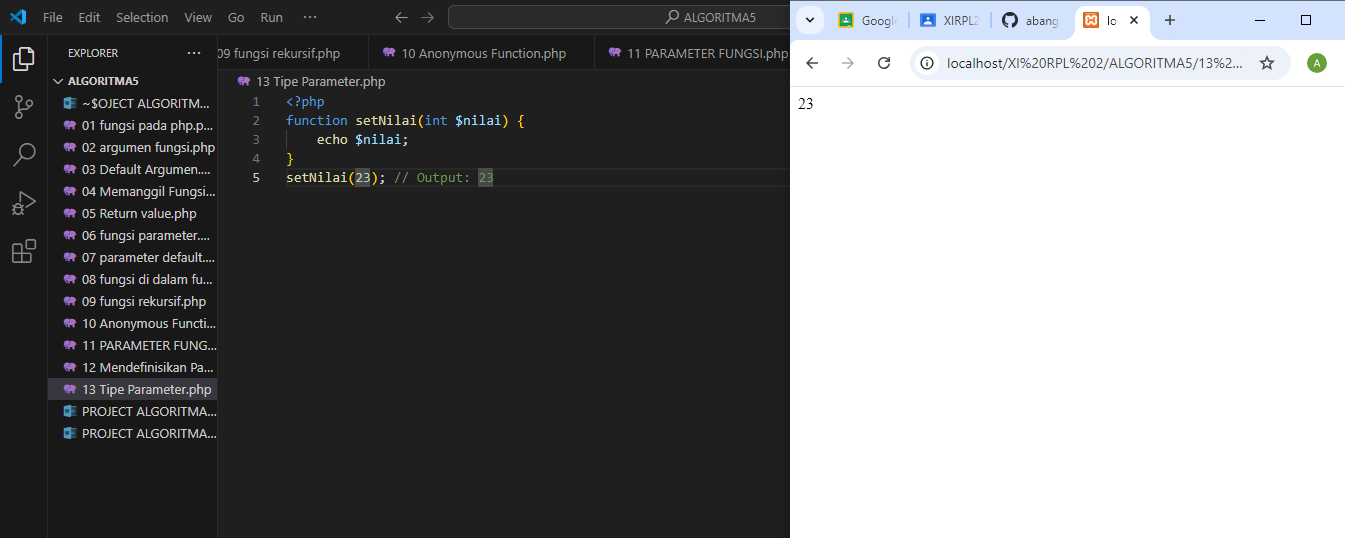 File Edit Selection View Go Run ··· ALGORITMA5
EXPLORER ···
ALGORITMA5
~$OJECT ALGORITM...
01 fungsi pada php.p...
02 argumen fungsi.php
03 Default Argumen....
04 Memanggil Fungsi...
05 Return value.php
06 fungsi parameter....
07 parameter default....
08 fungsi di dalam fu...
09 fungsi rekursif.php
10 Anonymous Functi...
11 PARAMETER FUNG...
12 Mendefinisikan Pa...
13 Tipe Parameter.php
PROJECT ALGORITMA...
PROJECT ALGORITMA...
09 fungsi rekursif.php 10 Anonymous Function.php 11 PARAMETER FUNGSI.php
13 Tipe Parameter.php
1 <?php
2 function setNilai(int $nilai) {
3 echo $nilai;
4 }
5 setNilai(23); // Output: 23
Google XIRPL2 abang lo
localhost/XI%20RPL%202/ALGORITMA5/13%2... A
23